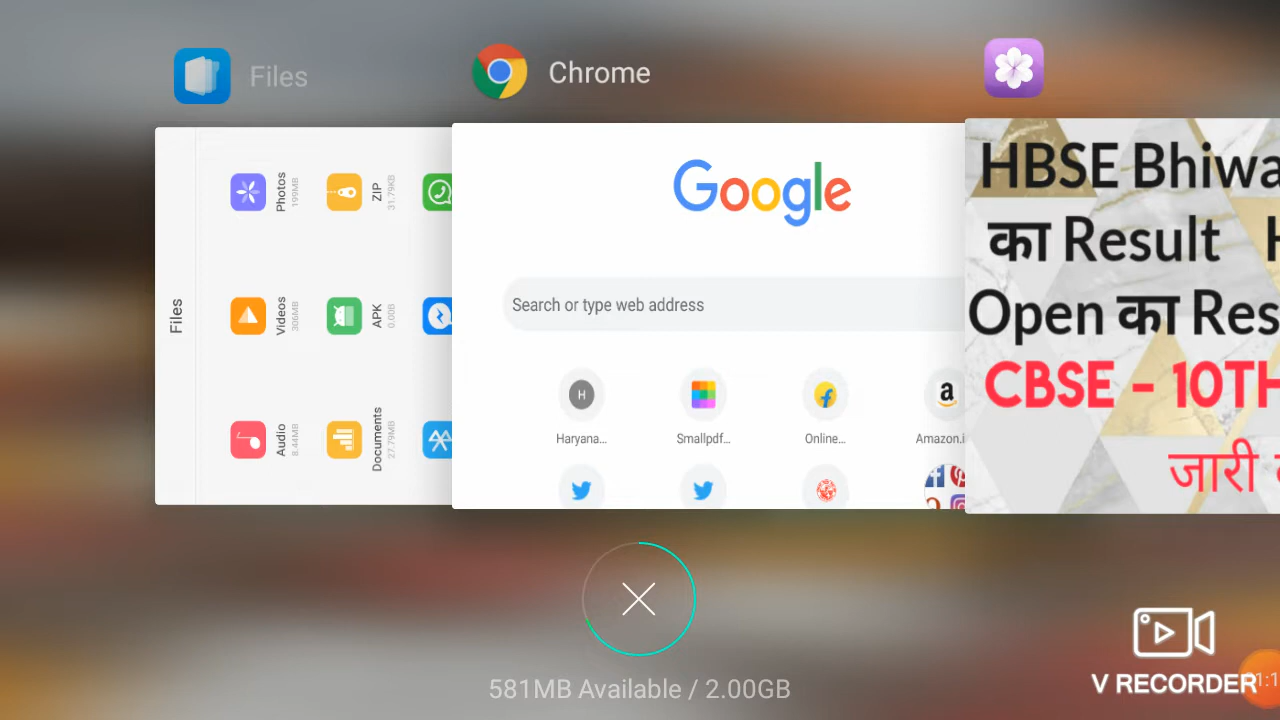 Files
Chrome
Files
Photos
199MB
Videos
306MB
Audio
8.44MB
ZIP
31.79KB
APK
0.00B
Documents
27.79MB
Google
Search or type web address
H
Haryana...
Smallpdf...
Online...
a
Amazon.i
HBSE Bhiwa
का Result H
Open का Res
CBSE - 10TH
जारी
581MB Available / 2.00GB
V RECORDER